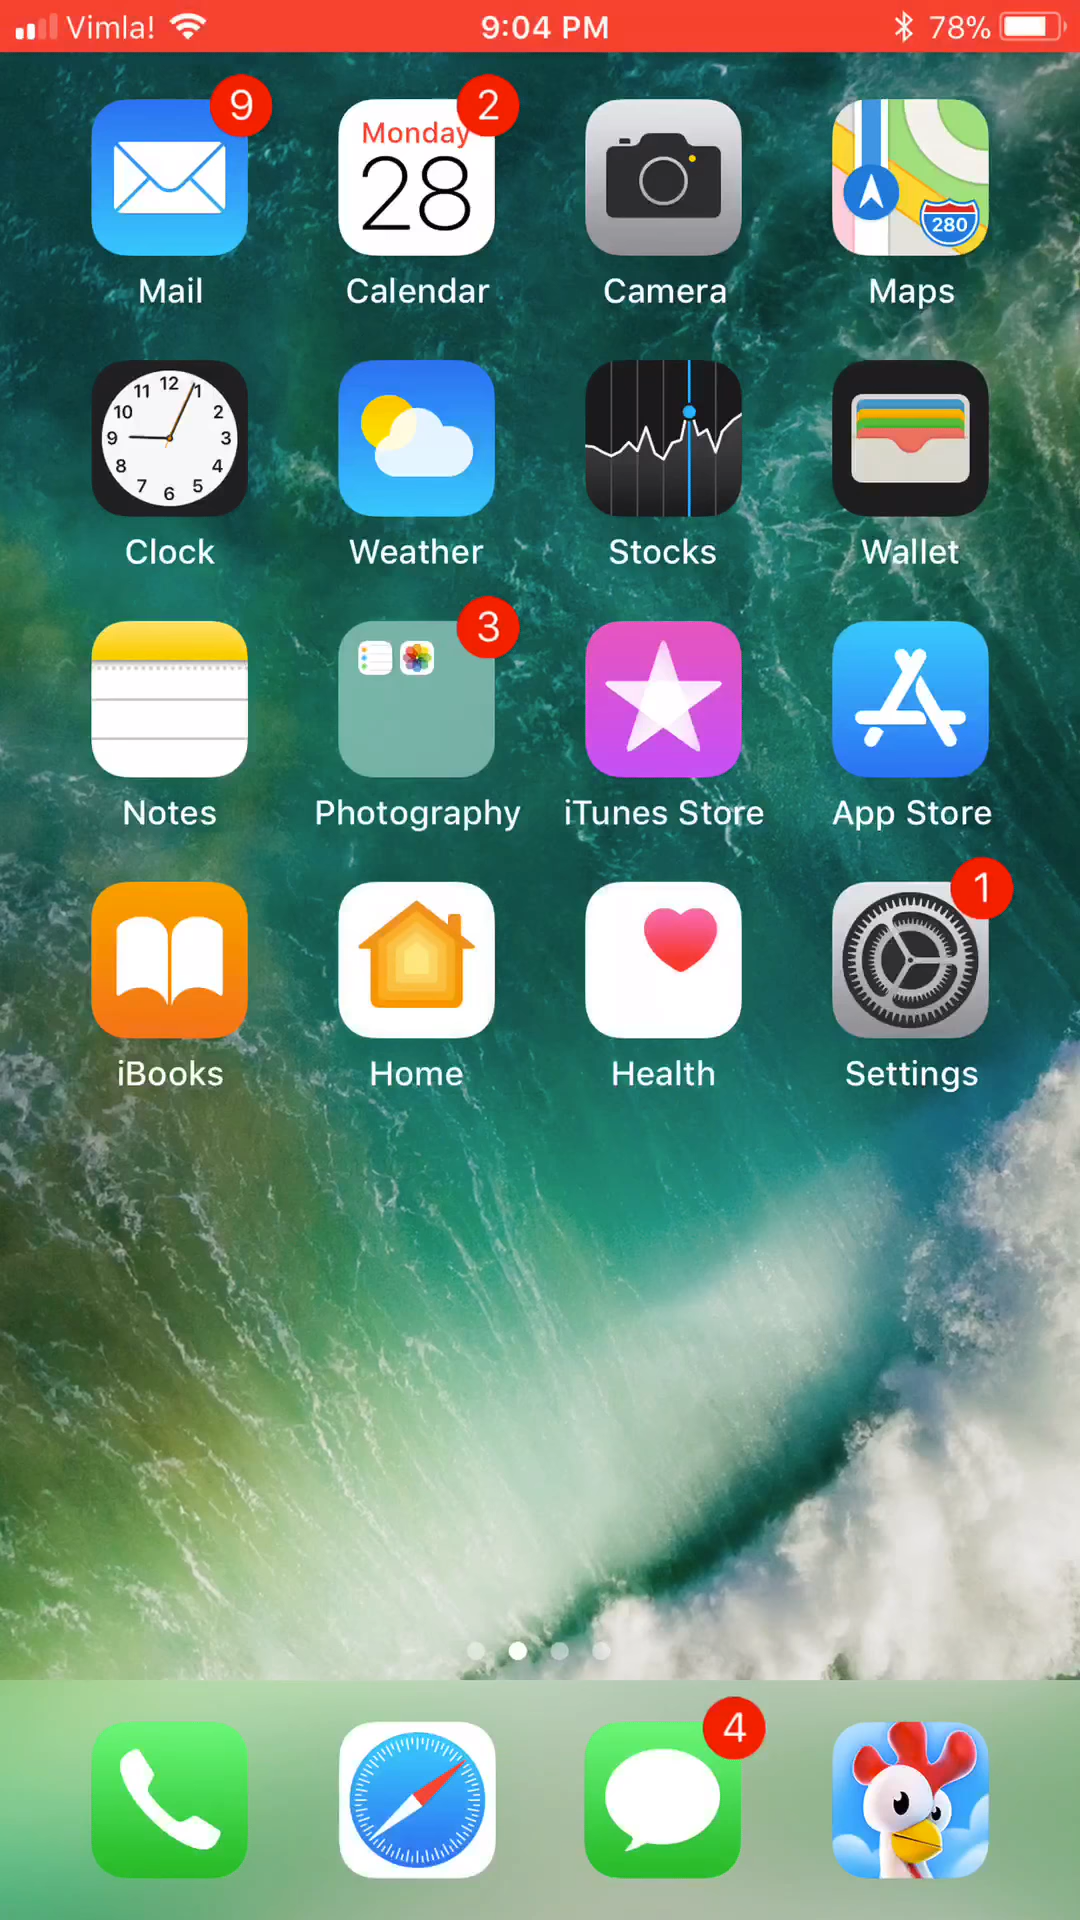 Vimla! 9:04 PM 78%
9 2
Monday
28
280
Mail Calendar Camera Maps
12 1 2 3 4 5 6 7 8 9 10 11
Clock Weather Stocks Wallet
3
Notes Photography iTunes Store App Store
1
iBooks Home Health Settings
4